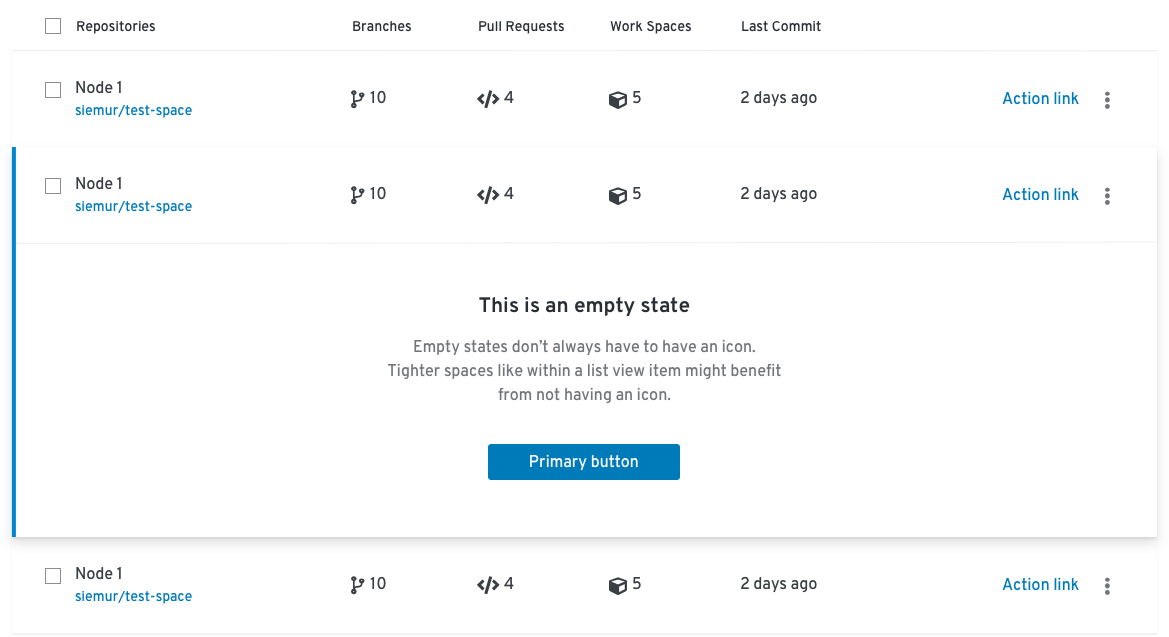 Repositories Branches Pull Requests Work Spaces Last Commit
Node 1
siemur/test-space
10 4 5 2 days ago Action link
Node 1
siemur/test-space
10 4 5 2 days ago Action link
This is an empty state
Empty states don’t always have to have an icon.
Tighter spaces like within a list view item might benefit
from not having an icon.
Primary button
Node 1
siemur/test-space
10 4 5 2 days ago Action link